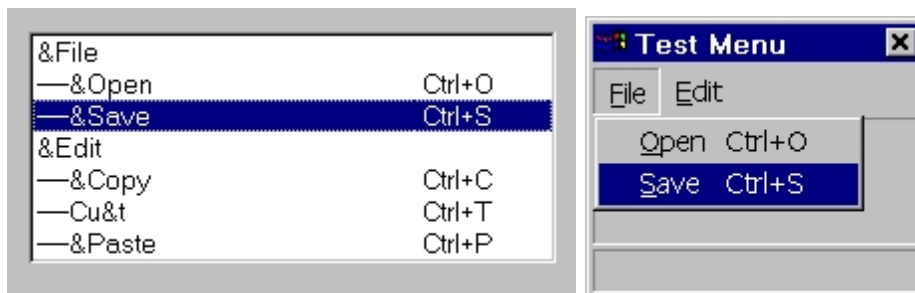 &File
—&Open Ctrl+O
—&Save Ctrl+S
&Edit
—&Copy Ctrl+C
—Cu&t Ctrl+T
—&Paste Ctrl+P
Test Menu
File Edit
Open Ctrl+O
Save Ctrl+S